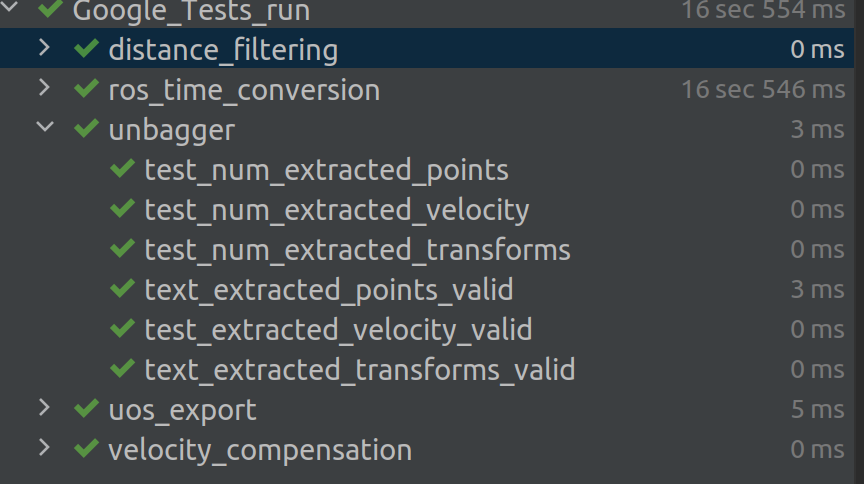 Google_Tests_run 16 sec 554 ms
distance_filtering 0 ms
ros_time_conversion 16 sec 546 ms
unbagger 3 ms
test_num_extracted_points 0 ms
test_num_extracted_velocity 0 ms
test_num_extracted_transforms 0 ms
text_extracted_points_valid 3 ms
test_extracted_velocity_valid 0 ms
text_extracted_transforms_valid 0 ms
uos_export 5 ms
velocity_compensation 0 ms